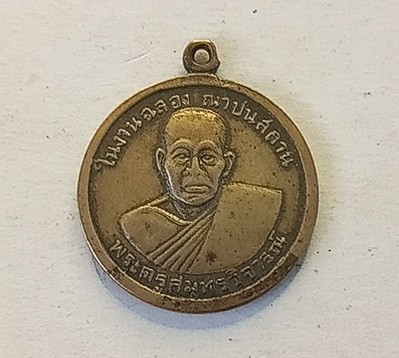 ในงานฉลอง ฌาปนสถาน
พระครูสมุทรวิจารณ์